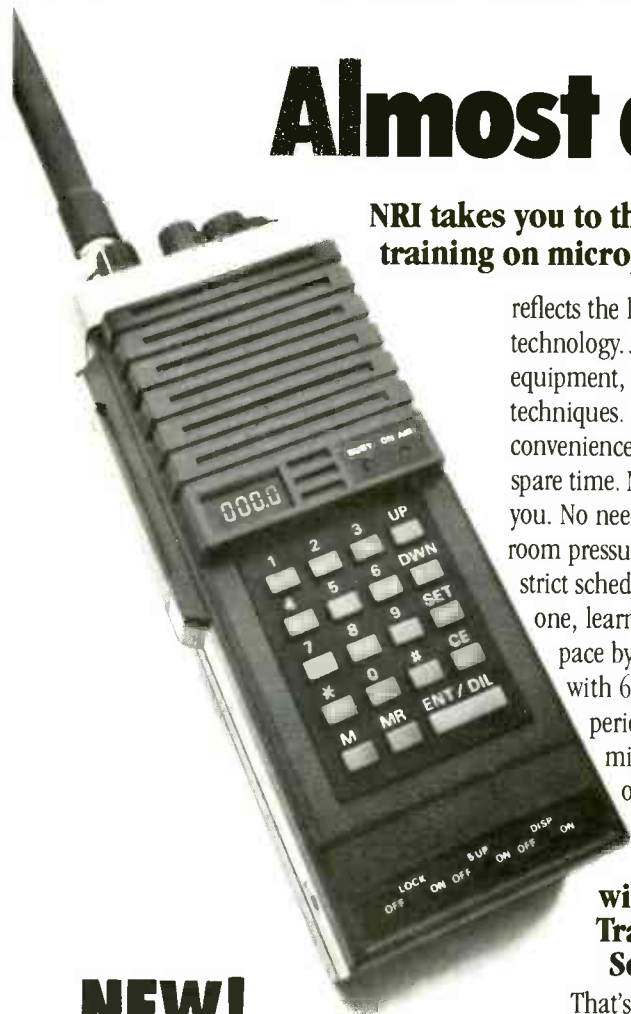 Almost
NRI takes you to th
training on micro
reflects the l
technology. .
equipment,
techniques.
convenience
spare time. N
you. No nee
room pressu
strict sched
one, learn
pace by
with 6
perio
mi
o
BUSY ON AIR
000.0
1 2 3 UP
4 5 6 DWN
7 8 9 SET
* 0 # CE
M MR ENT / DIL
LOCK OFF ON
B UP OFF ON
DISP OFF ON
wi
Tra
Se
NEW!
That's